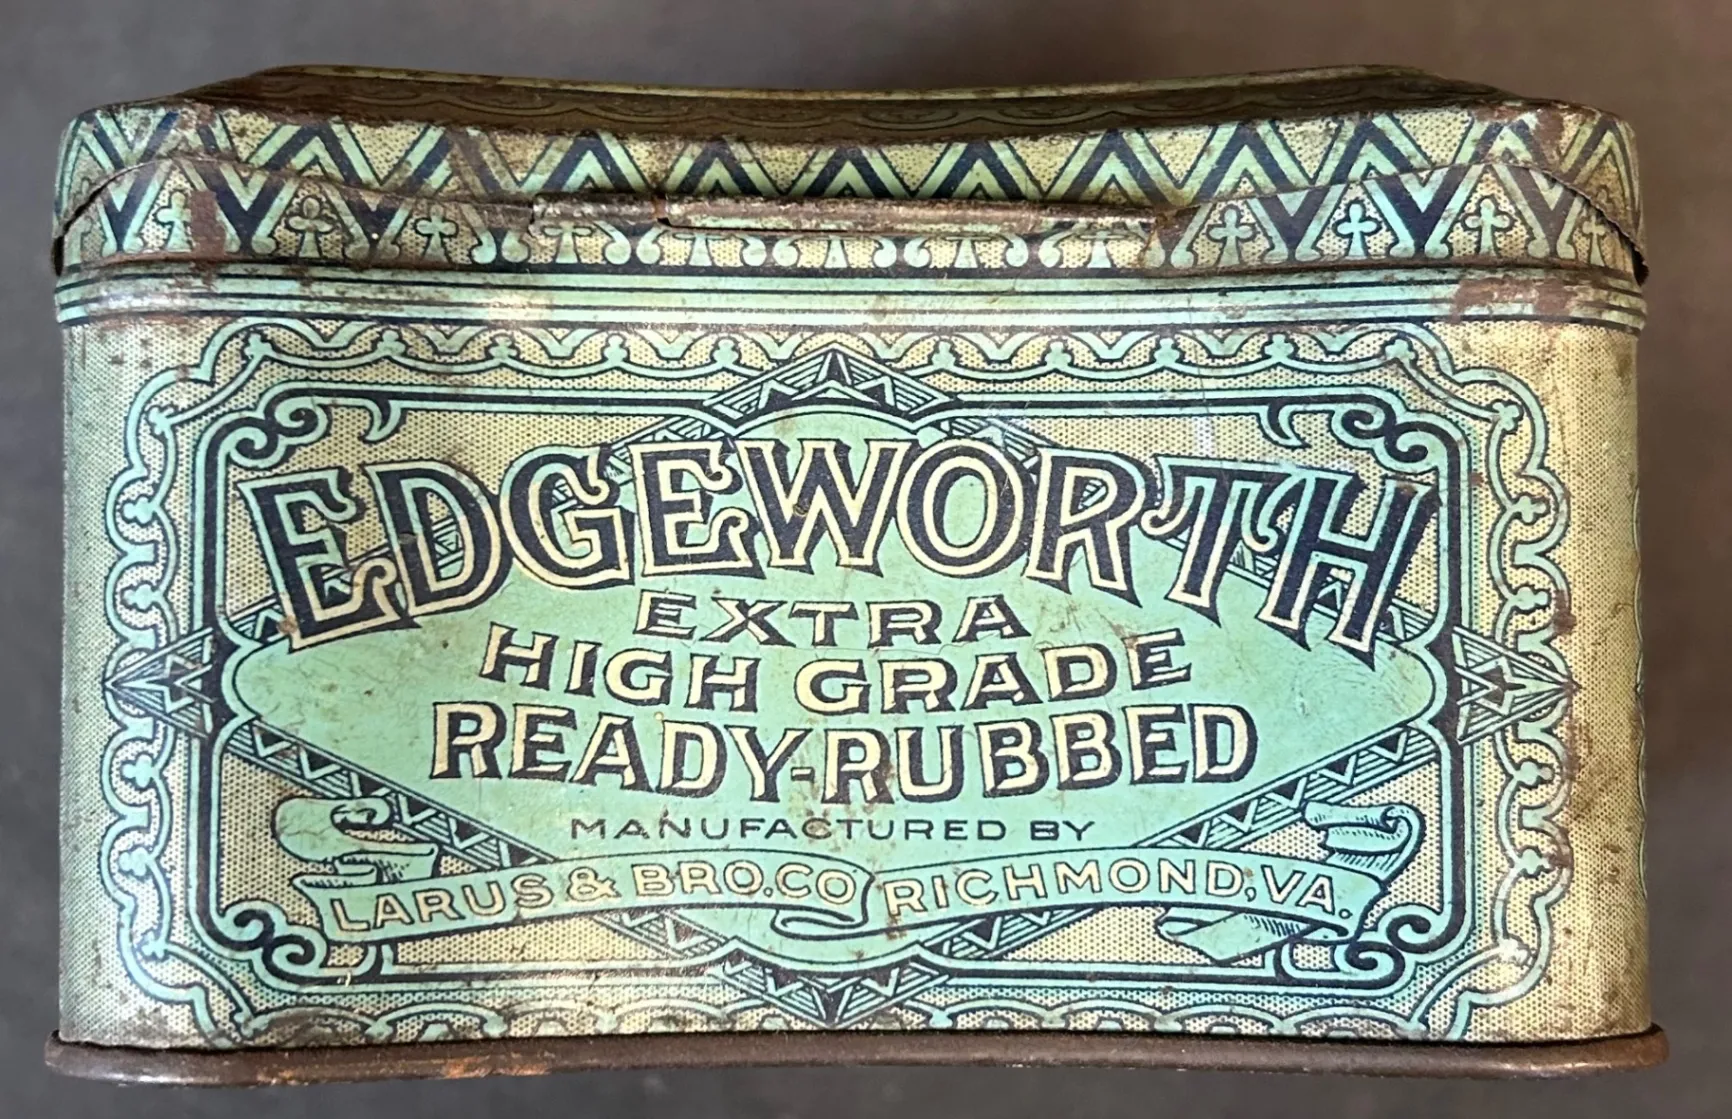 EDGEWORTH
EXTRA
HIGH GRADE
READY-RUBBED
MANUFACTURED BY
LARUS & BRO. CO RICHMOND, VA.